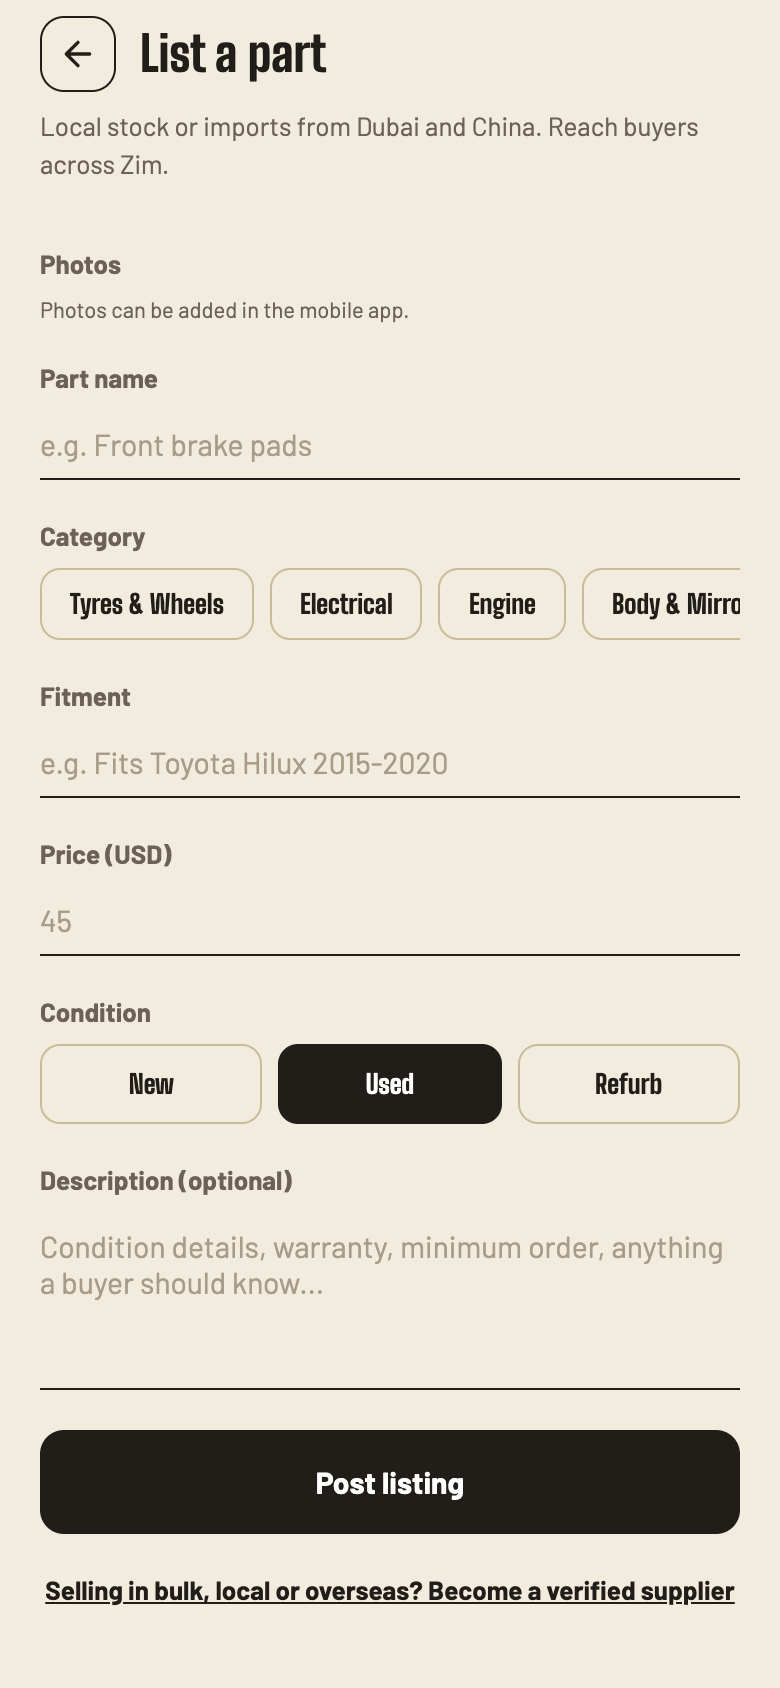 List a part
Local stock or imports from Dubai and China. Reach buyers
across Zim.
Photos
Photos can be added in the mobile app.
Part name
e.g. Front brake pads
Category
Tyres & Wheels
Electrical
Engine
Body & Mirro
Fitment
e.g. Fits Toyota Hilux 2015-2020
Price (USD)
45
Condition
New
Used
Refurb
Description (optional)
Condition details, warranty, minimum order, anything
a buyer should know...
Post listing
Selling in bulk, local or overseas? Become a verified supplier